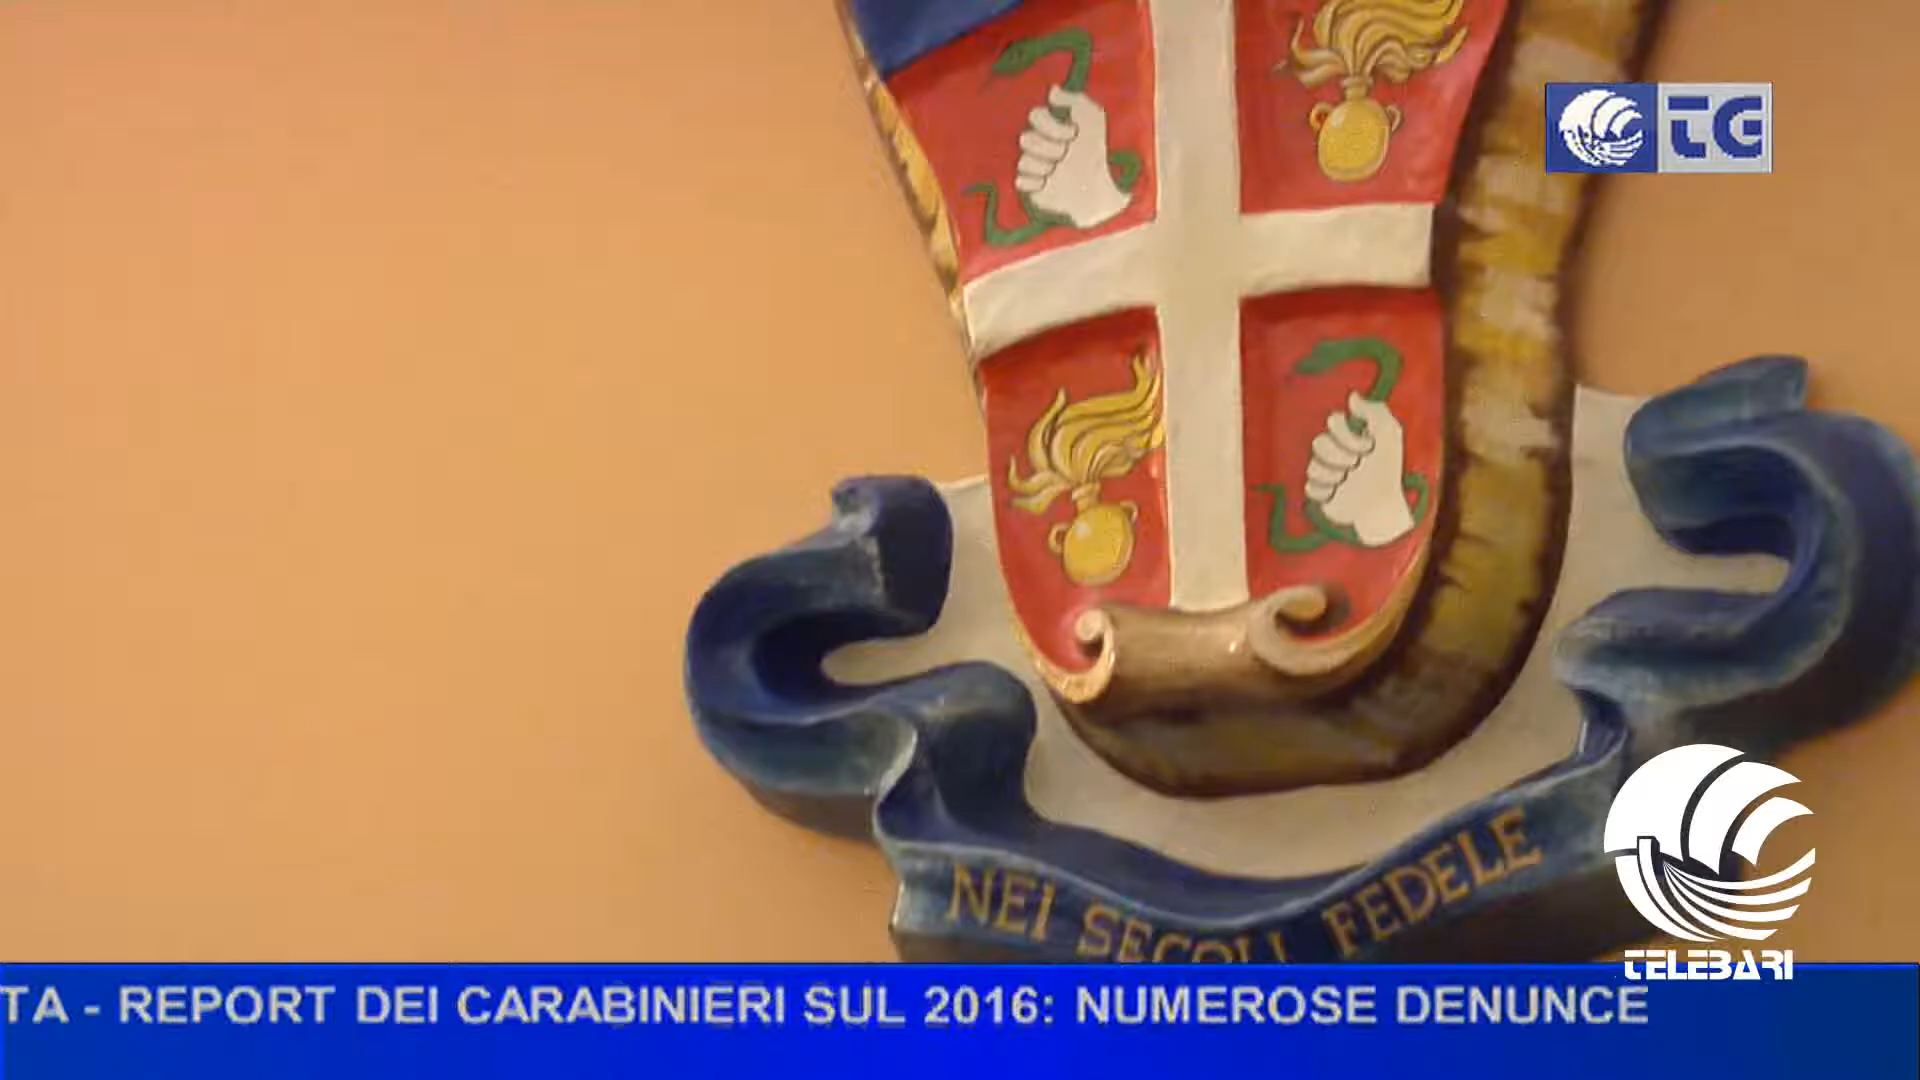 TG
NEI SECOLI FEDELE
TELEBARI
TA - REPORT DEI CARABINIERI SUL 2016: NUMEROSE DENUNCE